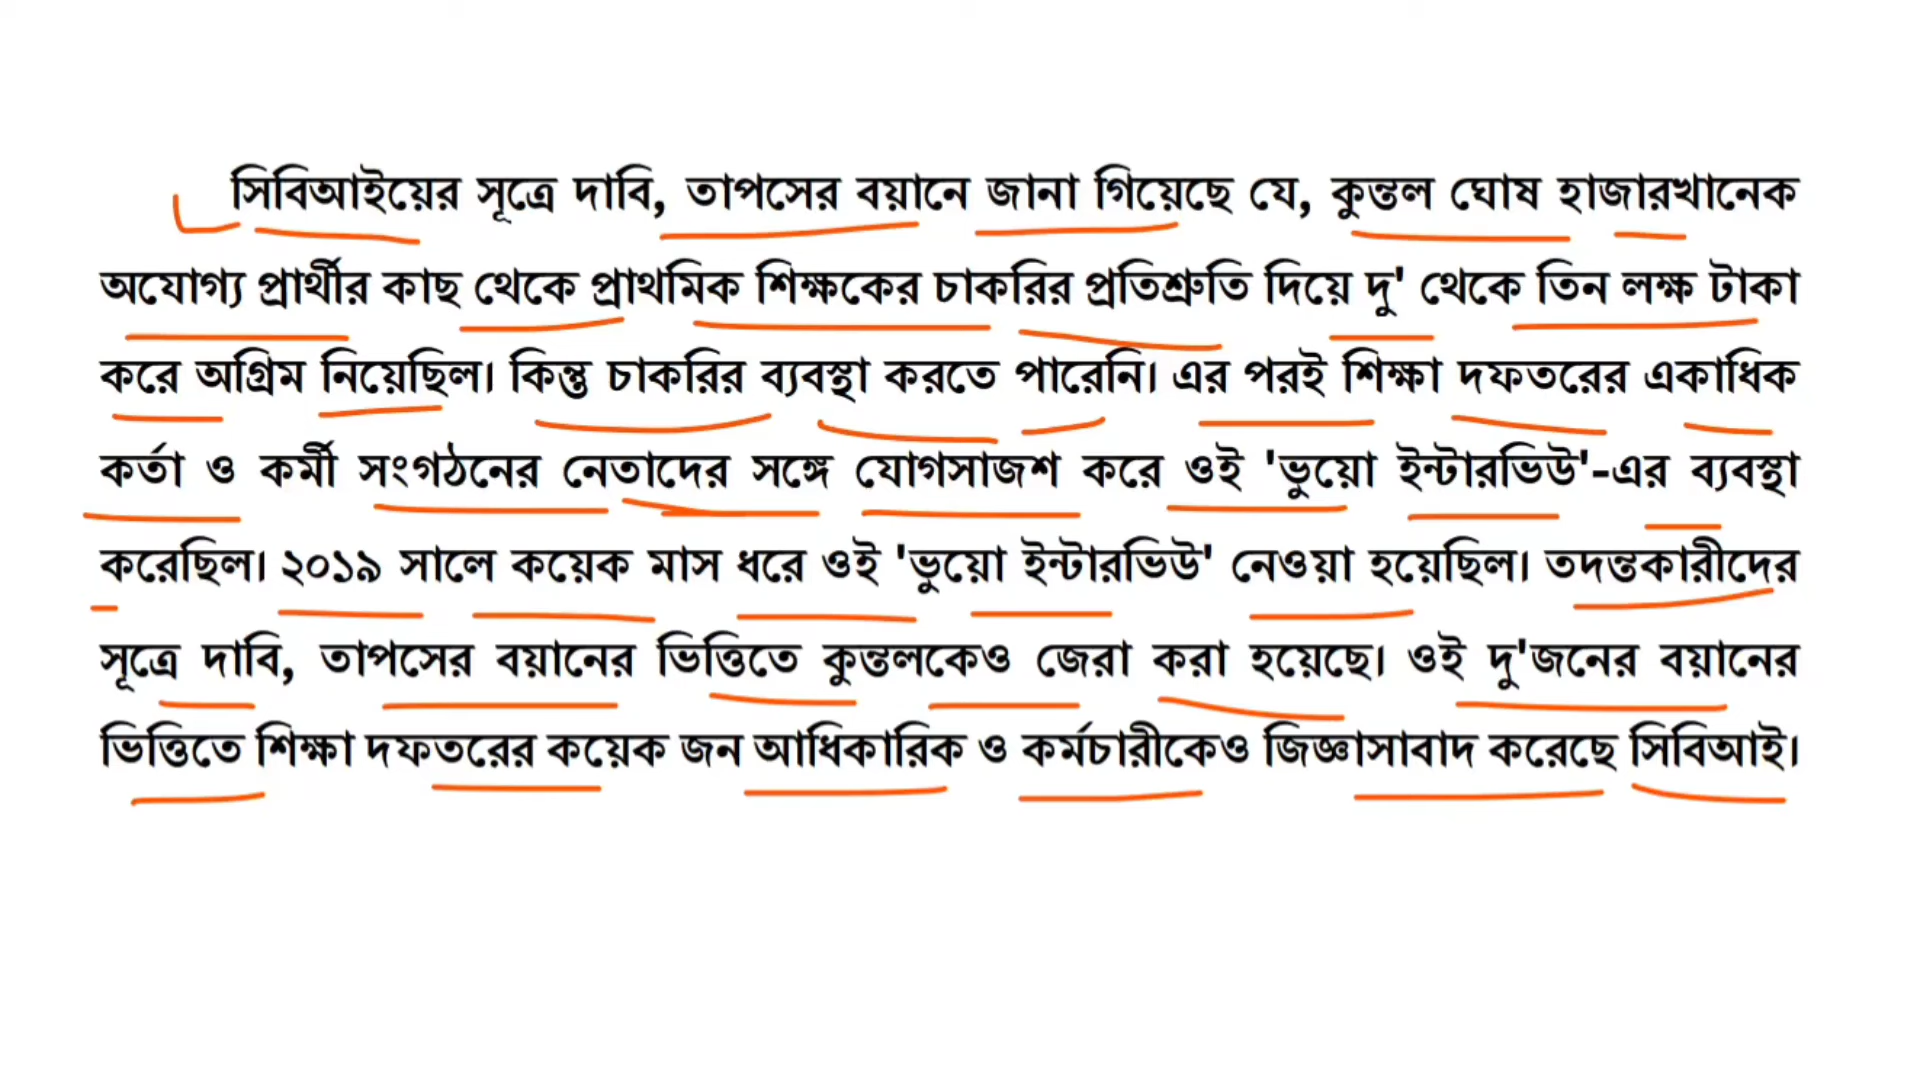 সিবিআইয়ের সূত্রে দাবি, তাপসের বয়ানে জানা গিয়েছে যে, কুন্তল ঘোষ হাজারখানেক
অযোগ্য প্রার্থীর কাছ থেকে প্রাথমিক শিক্ষকের চাকরির প্রতিশ্রুতি দিয়ে দু' থেকে তিন লক্ষ টাকা
করে অগ্রিম নিয়েছিল। কিন্তু চাকরির ব্যবস্থা করতে পারেনি। এর পরই শিক্ষা দফতরের একাধিক
কর্তা ও কর্মী সংগঠনের নেতাদের সঙ্গে যোগসাজশ করে ওই 'ভুয়ো ইন্টারভিউ'-এর ব্যবস্থা
করেছিল। ২০১৯ সালে কয়েক মাস ধরে ওই 'ভুয়ো ইন্টারভিউ' নেওয়া হয়েছিল। তদন্তকারীদের
সূত্রে দাবি, তাপসের বয়ানের ভিত্তিতে কুন্তলকেও জেরা করা হয়েছে। ওই দু'জনের বয়ানের
ভিত্তিতে শিক্ষা দফতরের কয়েক জন আধিকারিক ও কর্মচারীকেও জিজ্ঞাসাবাদ করেছে সিবিআই।